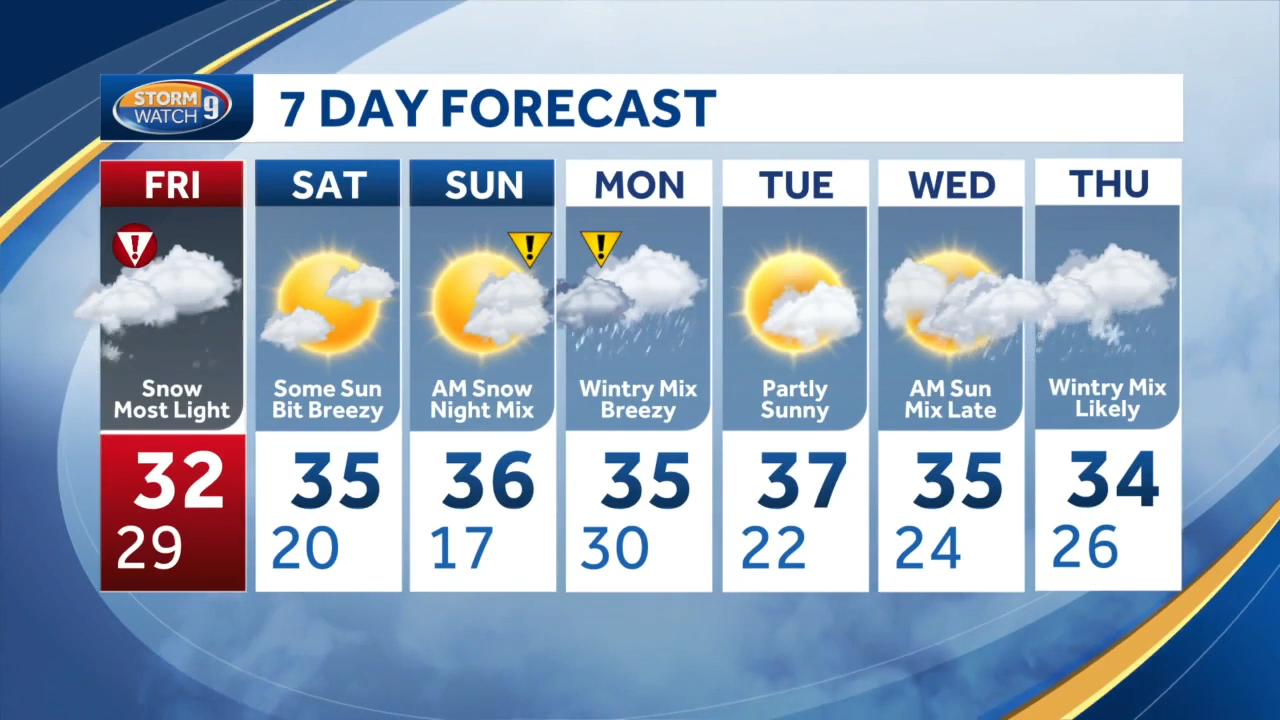 STORM
WATCH 9
7 DAY FORECAST
FRI
!
Snow
Most Light
32
29
SAT
Some Sun
Bit Breezy
35
20
SUN
!
AM Snow
Night Mix
36
17
MON
!
Wintry Mix
Breezy
35
30
TUE
Partly
Sunny
37
22
WED
AM Sun
Mix Late
35
24
THU
Wintry Mix
Likely
34
26